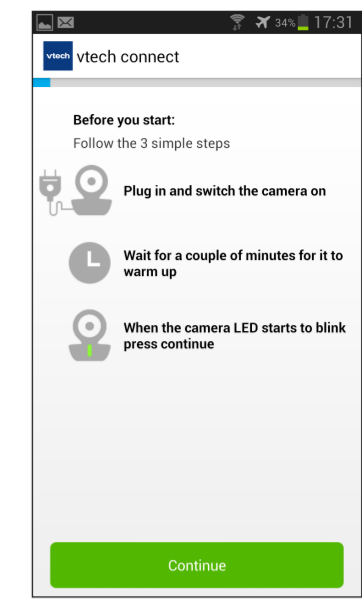 34% 17:31
vtech vtech connect
Before you start:
Follow the 3 simple steps
Plug in and switch the camera on
Wait for a couple of minutes for it to
warm up
When the camera LED starts to blink
press continue
Continue